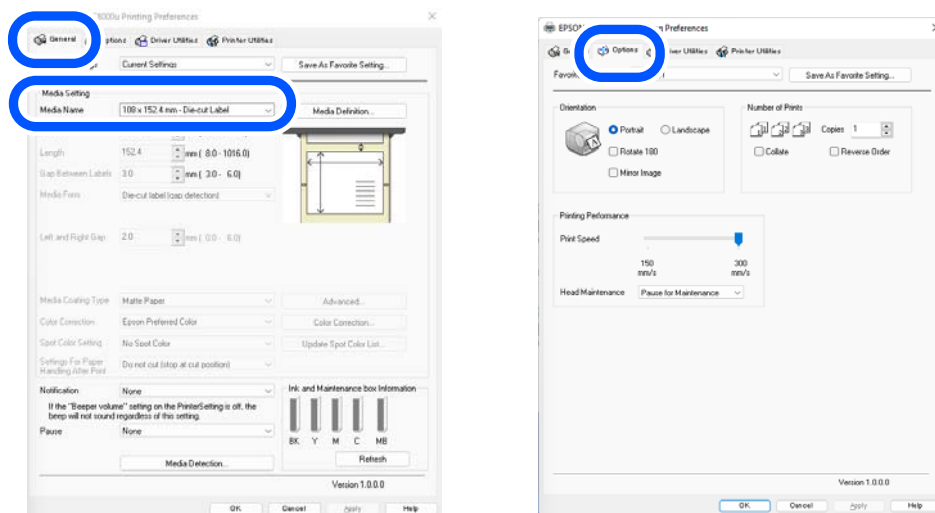 6000u Printing Preferences
General
ptions
Driver Utilities
Printer Utilities
Current Settings
Save As Favorite Setting...
Media Setting
Media Name
108 x 152.4 mm - Die-cut Label
Media Definition...
Length
152.4
mm ( 8.0 - 1016.0)
Gap Between Labels
3.0
mm ( 3.0 - 6.0)
Media Form
Die-cut label (gap detection)
Left and Right Gap
2.0
mm ( 0.0 - 6.0)
Media Coating Type
Matte Paper
Advanced...
Color Correction
Epson Preferred Color
Color Correction...
Spot Color Setting
No Spot Color
Update Spot Color List...
Settings For Paper
Handling After Print
Do not cut (stop at cut position)
Notification
None
If the "Beeper volume" setting on the PrinterSetting is off, the
beep will not sound regardless of this setting.
Pause
None
Media Detection...
Ink and Maintenance box Information
BK Y M C MB
Refresh
Version 1.0.0.0
OK Cancel Apply Help
EPSO
n Preferences
G
Options
iver Utilities
Printer Utilities
Favorit
Save As Favorite Setting...
Orientation
Portrait
Landscape
Rotate 180
Mirror Image
Number of Prints
Copies 1
Collate
Reverse Order
Printing Performance
Print Speed
150
mm/s
300
mm/s
Head Maintenance
Pause for Maintenance
Version 1.0.0.0
OK Cancel Apply Help